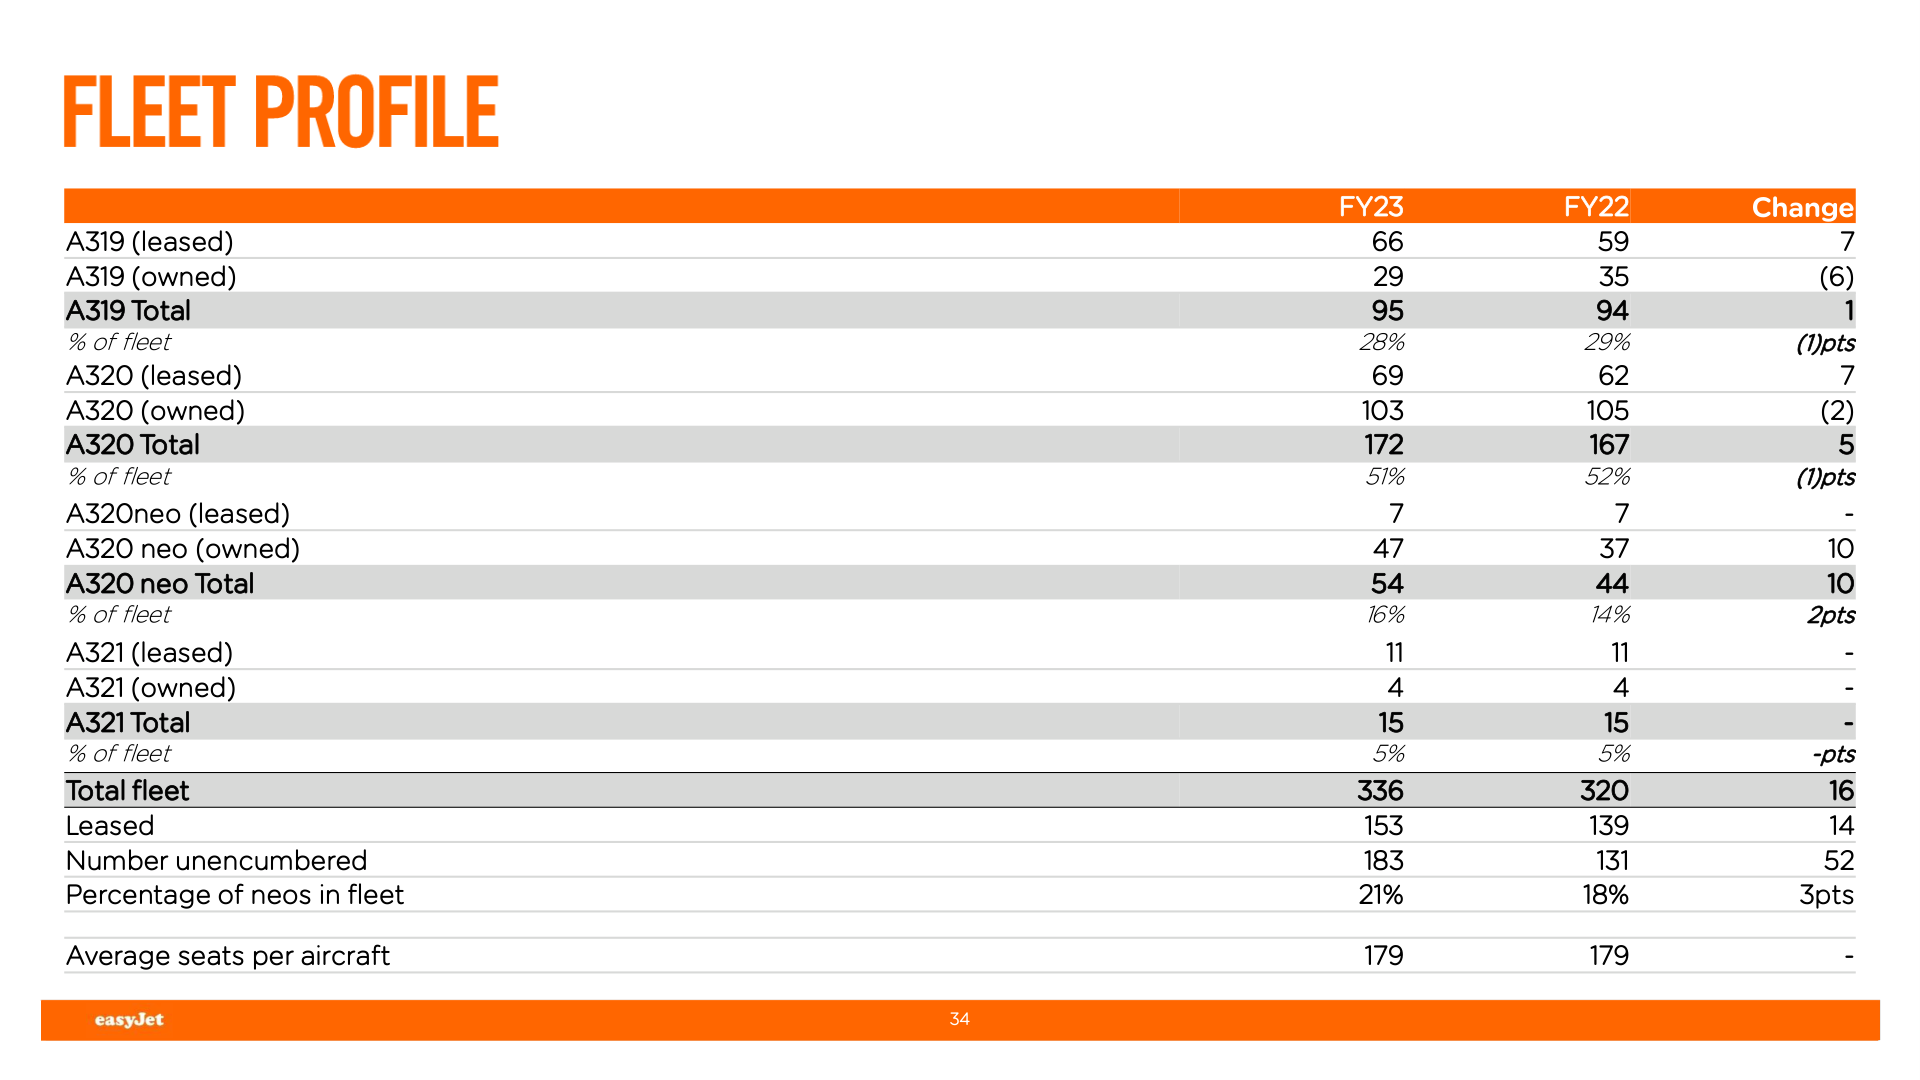 FLEET PROFILE
FY23 FY22 Change
A319 (leased) 66 59 7
A319 (owned) 29 35 (6)
A319 Total 95 94 1
% of fleet 28% 29% (1)pts
A320 (leased) 69 62 7
A320 (owned) 103 105 (2)
A320 Total 172 167 5
% of fleet 51% 52% (1)pts
A320neo (leased) 7 7 -
A320 neo (owned) 47 37 10
A320 neo Total 54 44 10
% of fleet 16% 14% 2pts
A321 (leased) 11 11 -
A321 (owned) 4 4 -
A321 Total 15 15 -
% of fleet 5% 5% -pts
Total fleet 336 320 16
Leased 153 139 14
Number unencumbered 183 131 52
Percentage of neos in fleet 21% 18% 3pts
Average seats per aircraft 179 179 -
easyJet 34